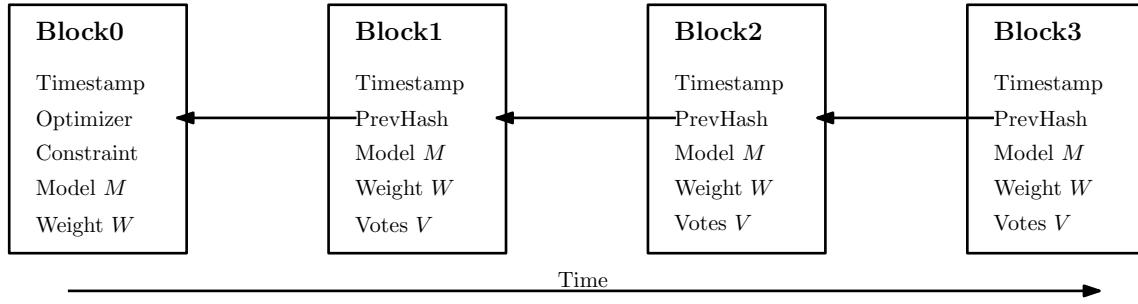 Block0
Timestamp
Optimizer
Constraint
Model M
Weight W
Block1
Timestamp
PrevHash
Model M
Weight W
Votes V
Block2
Timestamp
PrevHash
Model M
Weight W
Votes V
Block3
Timestamp
PrevHash
Model M
Weight W
Votes V
Time